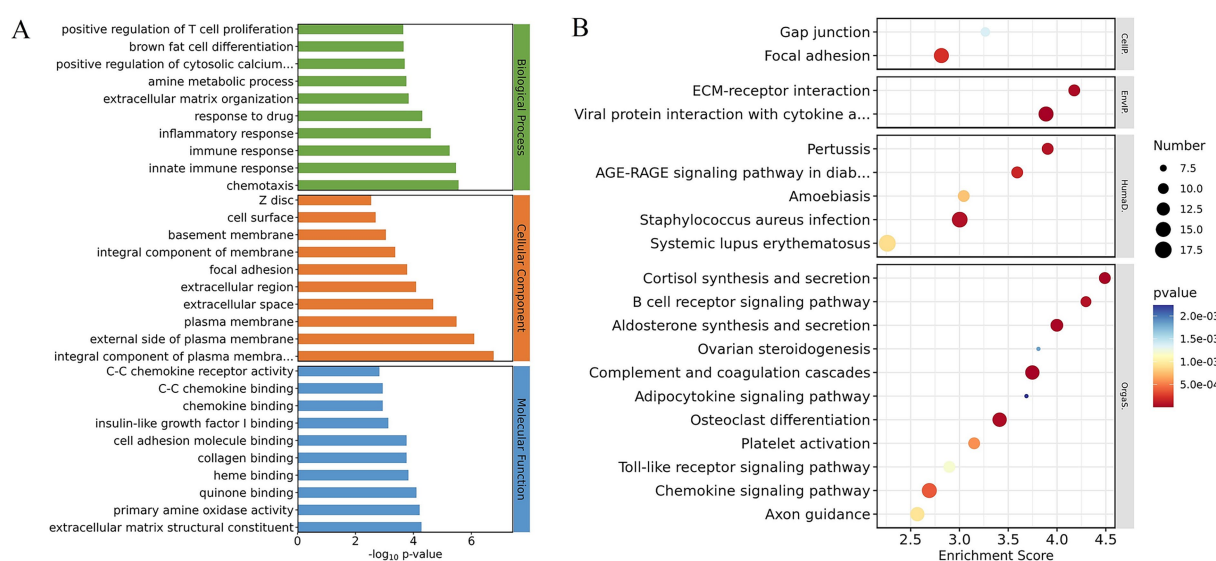 A
positive regulation of T cell proliferation
brown fat cell differentiation
positive regulation of cytosolic calcium...
amine metabolic process
extracellular matrix organization
response to drug
inflammatory response
immune response
innate immune response
chemotaxis
Biological Process
Z disc
cell surface
basement membrane
integral component of membrane
focal adhesion
extracellular region
extracellular space
plasma membrane
external side of plasma membrane
integral component of plasma membra...
Cellular Component
C-C chemokine receptor activity
C-C chemokine binding
chemokine binding
insulin-like growth factor I binding
cell adhesion molecule binding
collagen binding
heme binding
quinone binding
primary amine oxidase activity
extracellular matrix structural constituent
Molecular Function
0 2 4 6
-log10 p-value
B
Gap junction
Focal adhesion
CellP.
ECM-receptor interaction
Viral protein interaction with cytokine a...
EnvIP.
Pertussis
AGE-RAGE signaling pathway in diab...
Amoebiasis
Staphylococcus aureus infection
Systemic lupus erythematosus
HumaD.
Cortisol synthesis and secretion
B cell receptor signaling pathway
Aldosterone synthesis and secretion
Ovarian steroidogenesis
Complement and coagulation cascades
Adipocytokine signaling pathway
Osteoclast differentiation
Platelet activation
Toll-like receptor signaling pathway
Chemokine signaling pathway
Axon guidance
OrgaS.
2.5 3.0 3.5 4.0 4.5
Enrichment Score
Number
7.5
10.0
12.5
15.0
17.5
pvalue
2.0e-03
1.5e-03
1.0e-03
5.0e-04